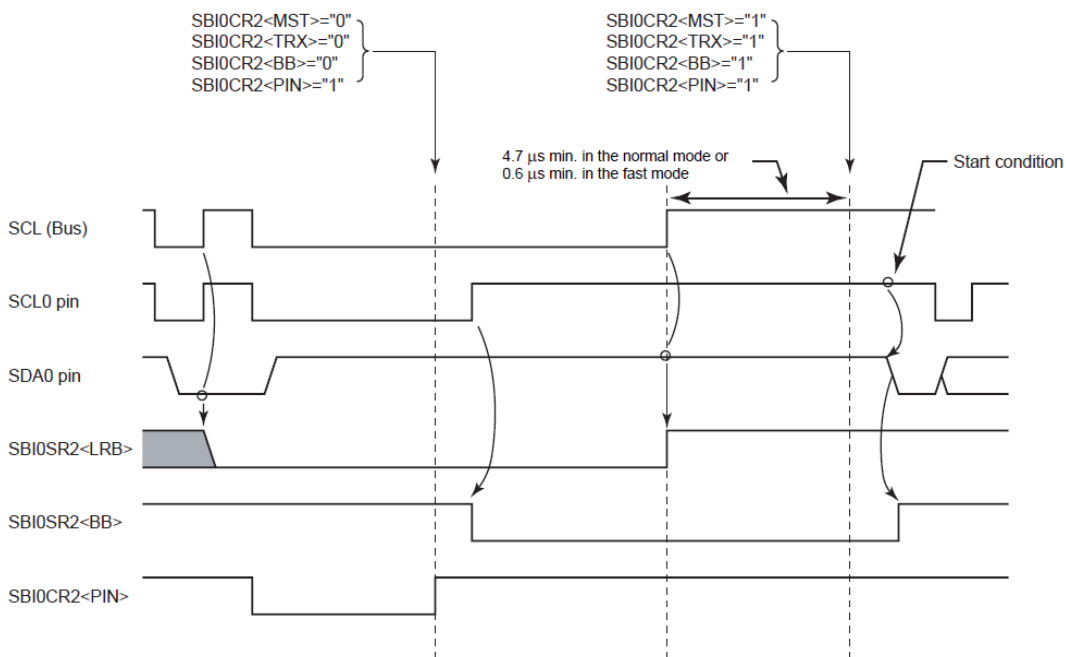 SBI0CR2<MST>="0"
SBI0CR2<TRX>="0"
SBI0CR2<BB>="0"
SBI0CR2<PIN>="1"
SBI0CR2<MST>="1"
SBI0CR2<TRX>="1"
SBI0CR2<BB>="1"
SBI0CR2<PIN>="1"
4.7 μs min. in the normal mode or
0.6 μs min. in the fast mode
Start condition
SCL (Bus)
SCL0 pin
SDA0 pin
SBI0SR2<LRB>
SBI0SR2<BB>
SBI0CR2<PIN>